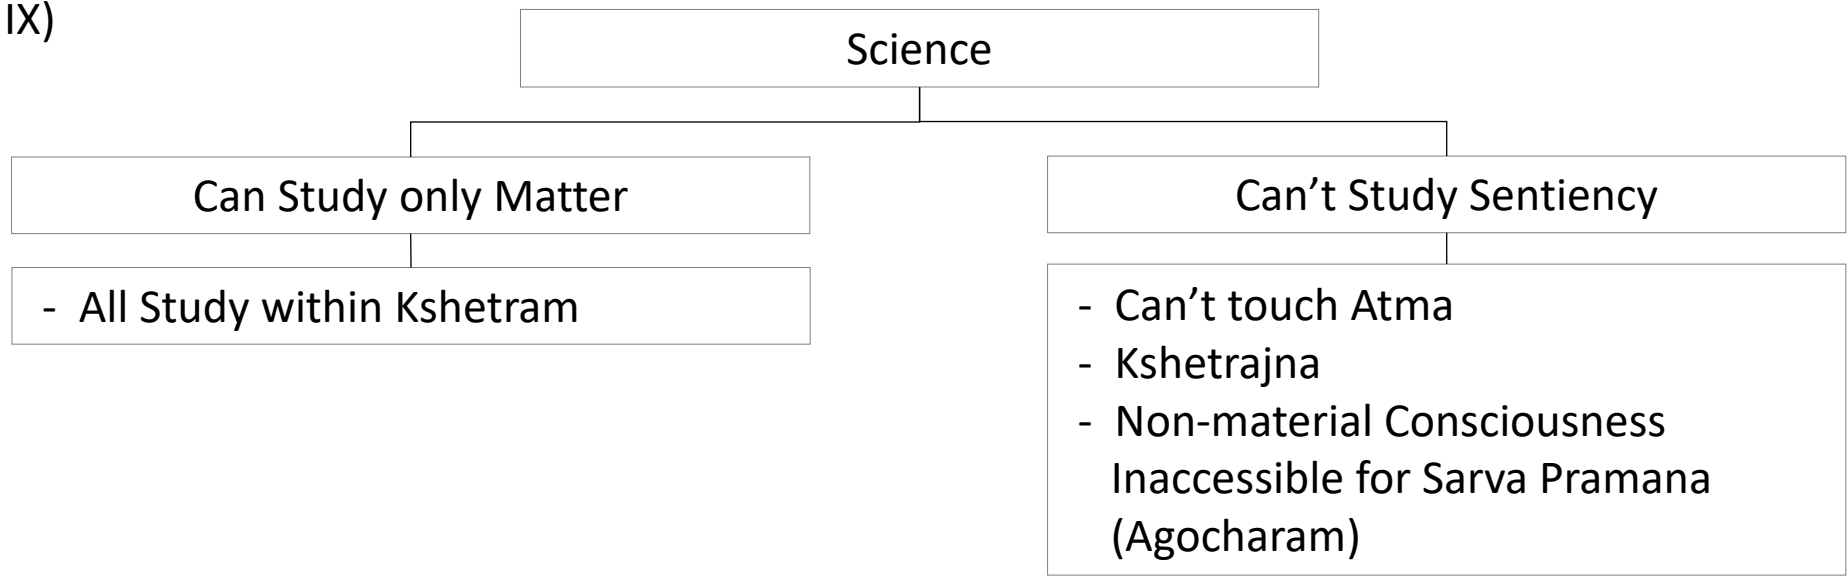 IX)
Science
Can Study only Matter
- All Study within Kshetram
Can’t Study Sentiency
- Can’t touch Atma
- Kshetrajna
- Non-material Consciousness
Inaccessible for Sarva Pramana
(Agocharam)